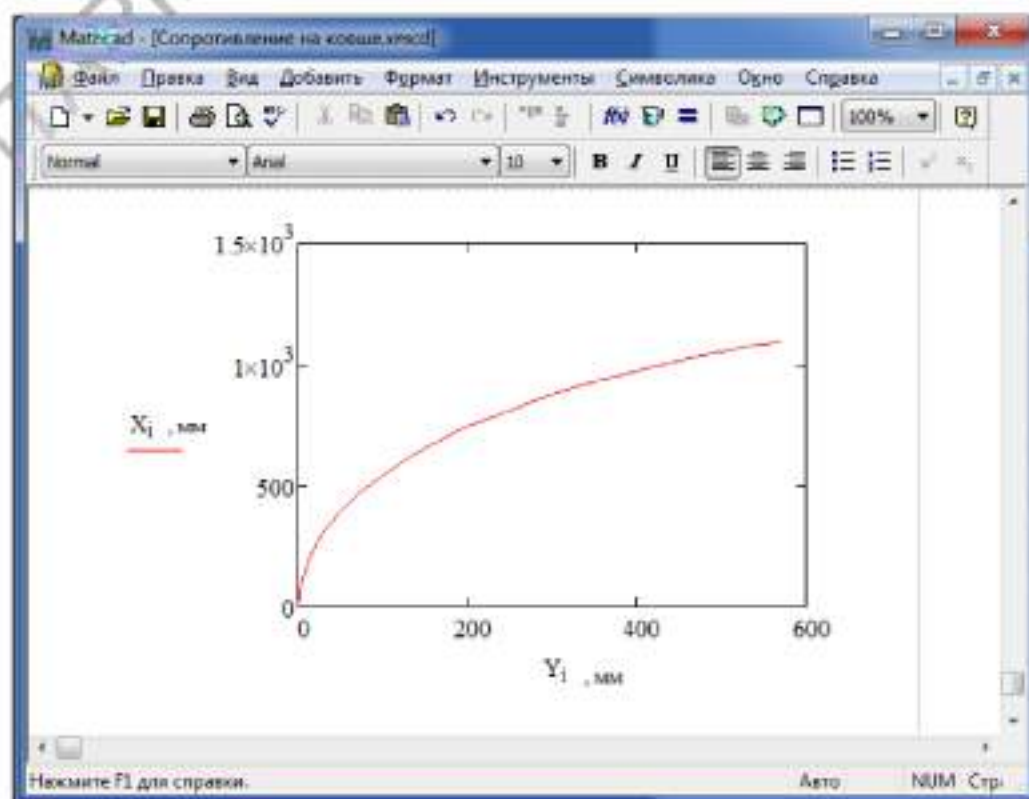 Mathcad - [Сопротивление на ковше.xmcd]
Файл Правка Вид Добавить Формат Инструменты Символика Окно Справка
100%
Normal Arial 10 B I U
1.5×10³
1×10³
Xi , мм
500
0
0 200 400 600
Yi , мм
Нажмите F1 для справки. Авто NUM Стр